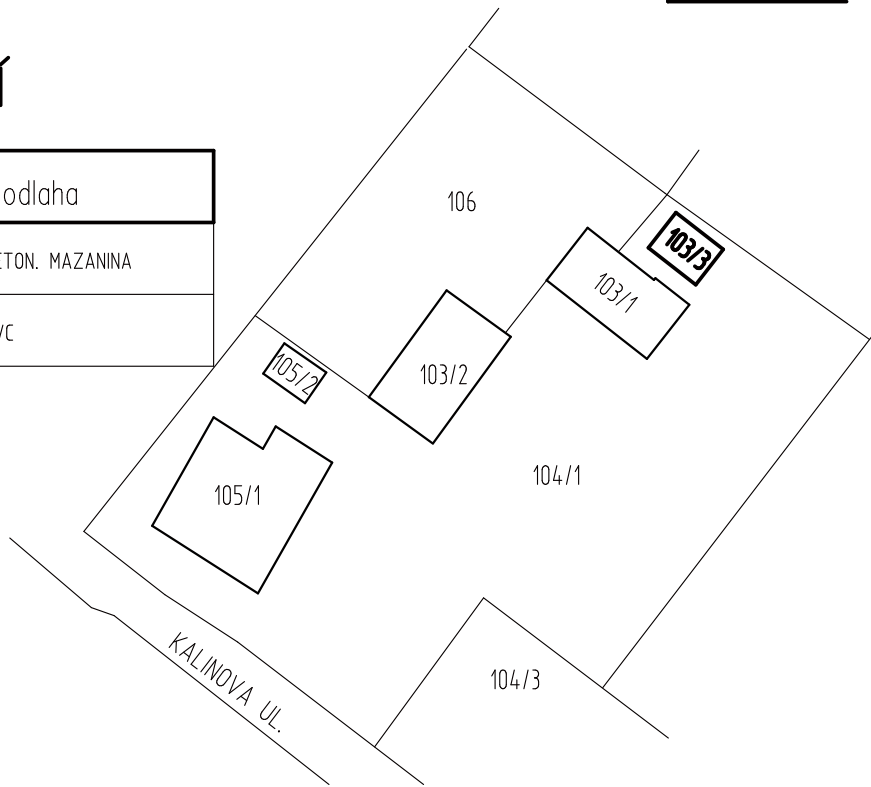 í
odlaha
ETON. MAZANINA
VC
106
103/3
103/1
105/2
103/2
104/1
105/1
104/3
KALINOVA UL.